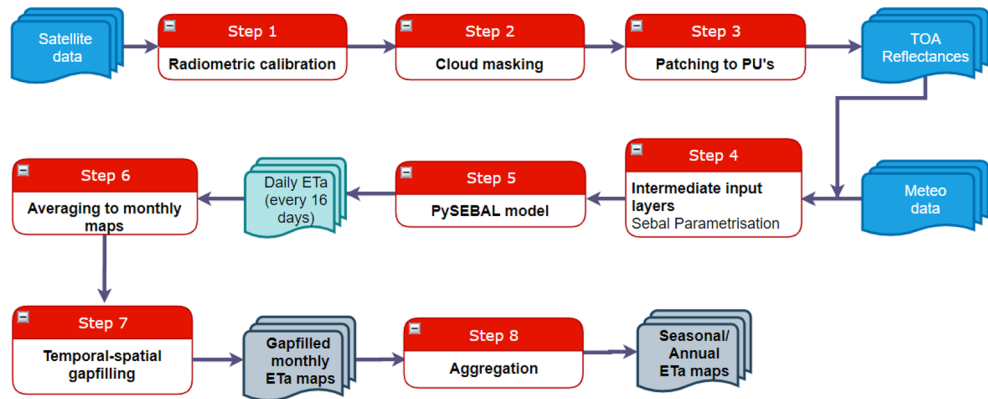 Satellite
data
Step 1
Radiometric calibration
Step 2
Cloud masking
Step 3
Patching to PU's
TOA
Reflectances
Step 6
Averaging to monthly
maps
Daily ETa
(every 16
days)
Step 5
PySEBAL model
Step 4
Intermediate input
layers
Sebal Parametrisation
Meteo
data
Step 7
Temporal-spatial
gapfilling
Gapfilled
monthly
ETa maps
Step 8
Aggregation
Seasonal/
Annual
ETa maps